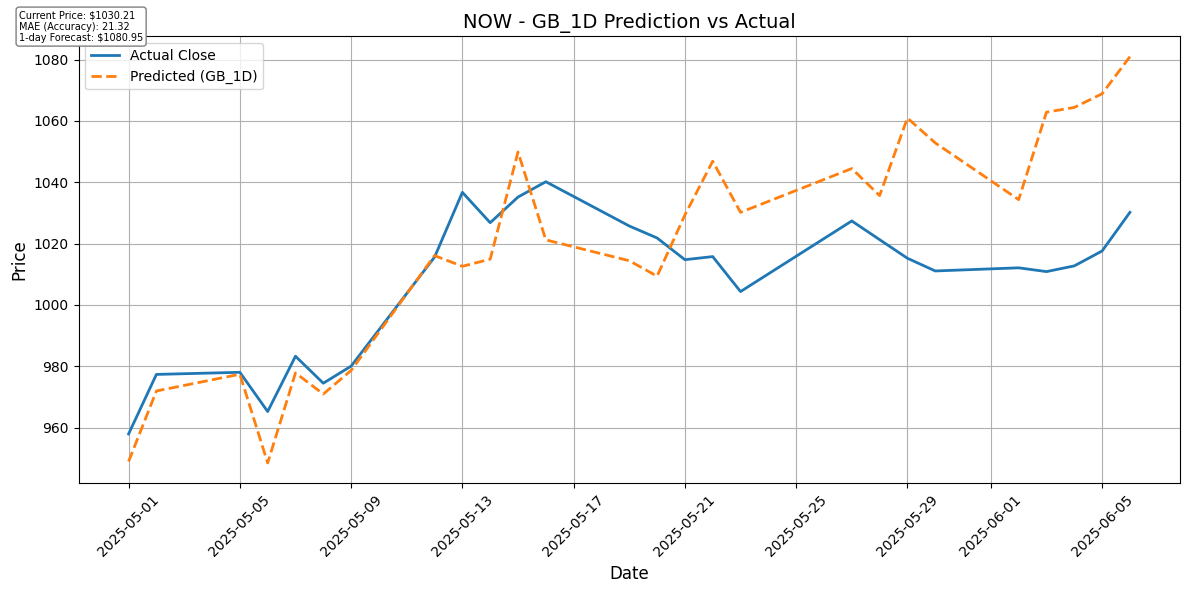 NOW - GB_1D Prediction vs Actual
Current Price: $1030.21
MAE (Accuracy): 21.32
1-day Forecast: $1080.95
Actual Close
Predicted (GB_1D)
Price
1080
1060
1040
1020
1000
980
960
2025-05-01
2025-05-05
2025-05-09
2025-05-13
2025-05-17
2025-05-21
2025-05-25
2025-05-29
2025-06-01
2025-06-05
Date